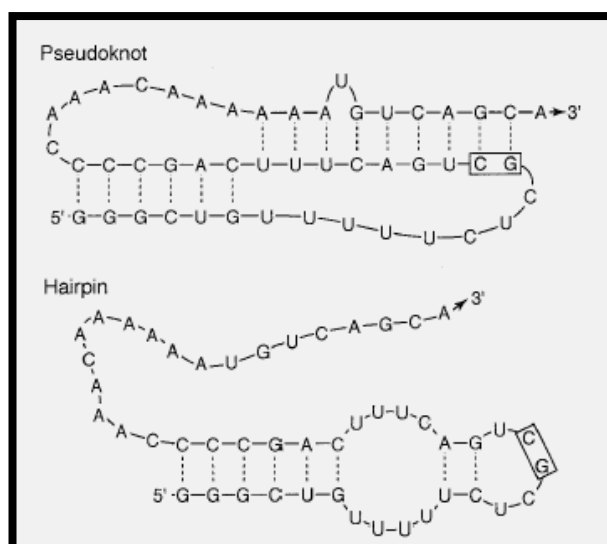 Pseudoknot
C A A A C A A A A A A U G U C A G C A 3'
C C C G A C U U U C A G U C G
5'-G-G-G-C-U-G-U-U-U-U-U-C-U-C
Hairpin
A A A C A A A A A A U G U C A G C A 3'
C C C C G A C U U U C A G U C G
5'-G-G-G-C-U-G-U-U-U-U-U-C-U-C